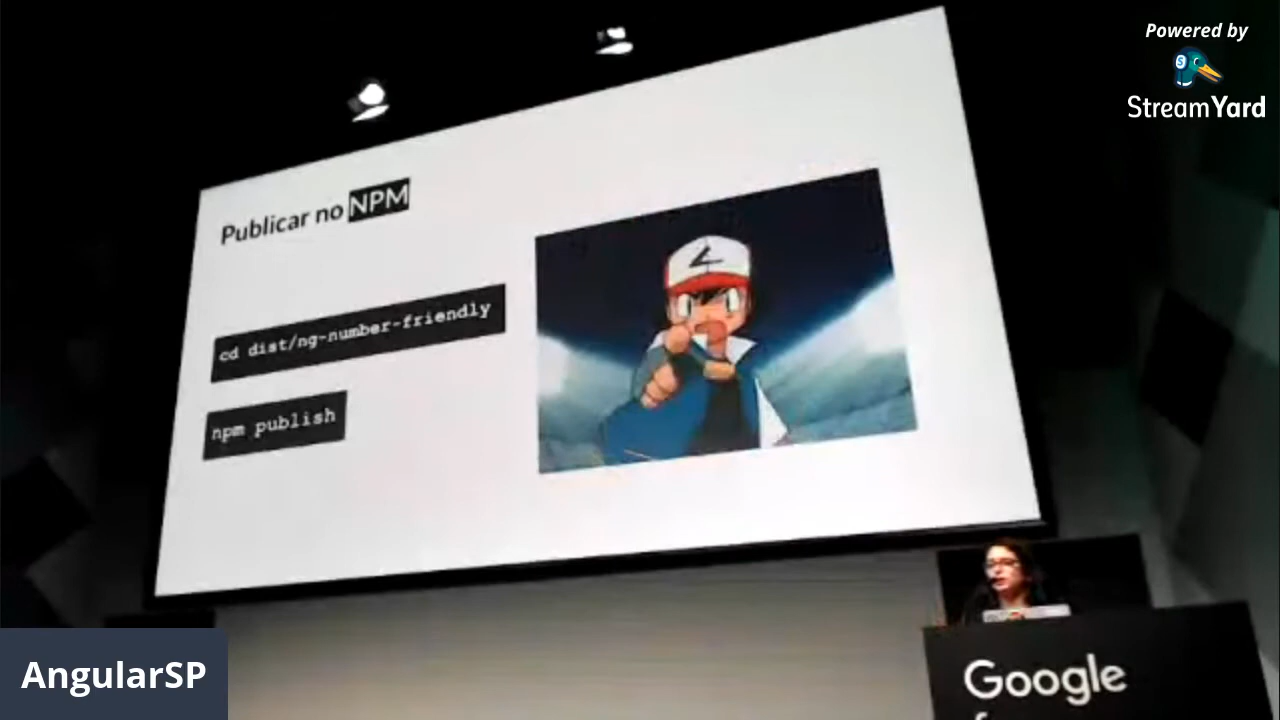 Powered by
StreamYard
Publicar no NPM
cd dist/ng-number-friendly
npm publish
AngularSP
Google